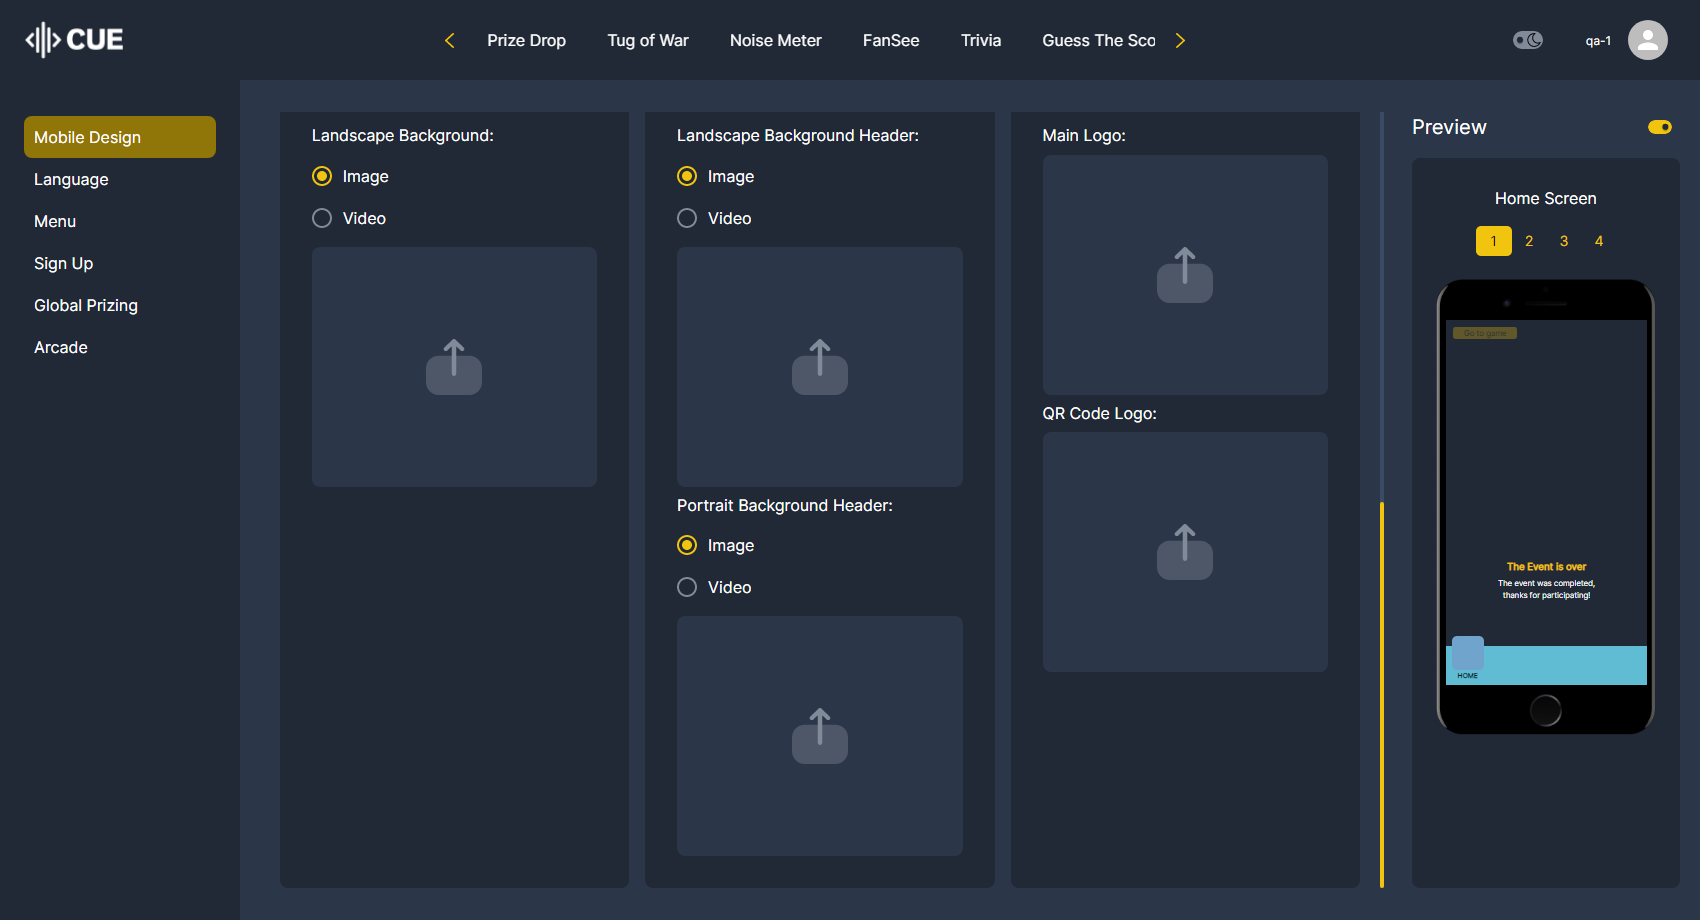 CUE
Prize Drop
Tug of War
Noise Meter
FanSee
Trivia
Guess The Sco
qa-1
Mobile Design
Language
Menu
Sign Up
Global Prizing
Arcade
Landscape Background:
Image
Video
Landscape Background Header:
Image
Video
Portrait Background Header:
Image
Video
Main Logo:
QR Code Logo:
Preview
Home Screen
1 2 3 4
Go to game
The Event is over
The event was completed,
thanks for participating!
HOME